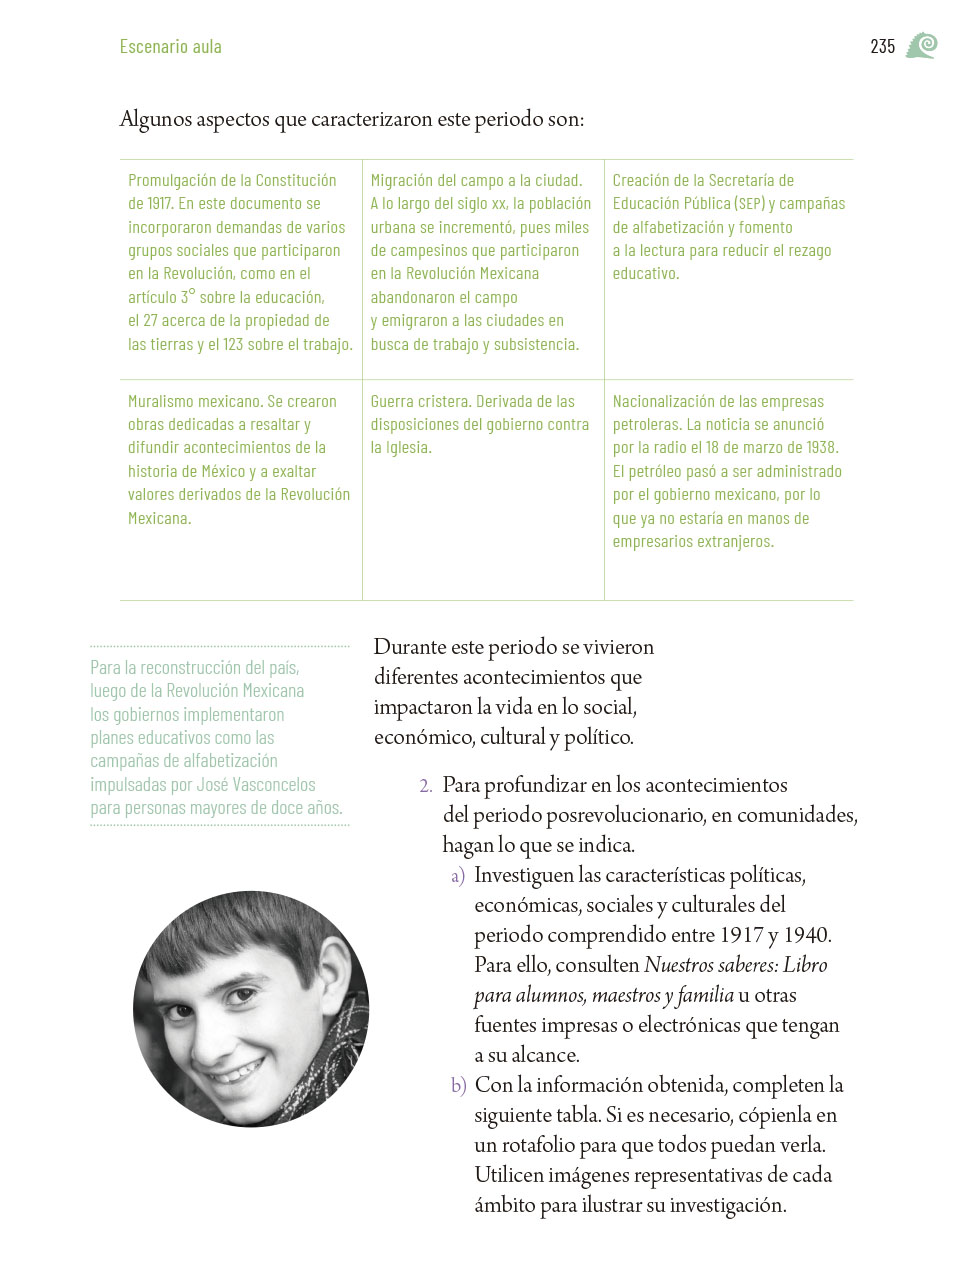 Escenario aula
235
Algunos aspectos que caracterizaron este periodo son:
Promulgación de la Constitución
de 1917. En este documento se
incorporaron demandas de varios
grupos sociales que participaron
en la Revolución, como en el
artículo 3° sobre la educación,
el 27 acerca de la propiedad de
las tierras y el 123 sobre el trabajo.
Migración del campo a la ciudad.
A lo largo del siglo XX, la población
urbana se incrementó, pues miles
de campesinos que participaron
en la Revolución Mexicana
abandonaron el campo
y emigraron a las ciudades en
busca de trabajo y subsistencia.
Creación de la Secretaría de
Educación Pública (SEP) y campañas
de alfabetización y fomento
a la lectura para reducir el rezago
educativo.
Muralismo mexicano. Se crearon
obras dedicadas a resaltar y
difundir acontecimientos de la
historia de México y a exaltar
valores derivados de la Revolución
Mexicana.
Guerra cristera. Derivada de las
disposiciones del gobierno contra
la Iglesia.
Nacionalización de las empresas
petroleras. La noticia se anunció
por la radio el 18 de marzo de 1938.
El petróleo pasó a ser administrado
por el gobierno mexicano, por lo
que ya no estaría en manos de
empresarios extranjeros.
Para la reconstrucción del país,
luego de la Revolución Mexicana
los gobiernos implementaron
planes educativos como las
campañas de alfabetización
impulsadas por José Vasconcelos
para personas mayores de doce años.
Durante este periodo se vivieron
diferentes acontecimientos que
impactaron la vida en lo social,
económico, cultural y político.
2. Para profundizar en los acontecimientos
del periodo posrevolucionario, en comunidades,
hagan lo que se indica.
a) Investiguen las características políticas,
económicas, sociales y culturales del
periodo comprendido entre 1917 y 1940.
Para ello, consulten Nuestros saberes: Libro
para alumnos, maestros y familia u otras
fuentes impresas o electrónicas que tengan
a su alcance.
b) Con la información obtenida, completen la
siguiente tabla. Si es necesario, cópienla en
un rotafolio para que todos puedan verla.
Utilicen imágenes representativas de cada
ámbito para ilustrar su investigación.